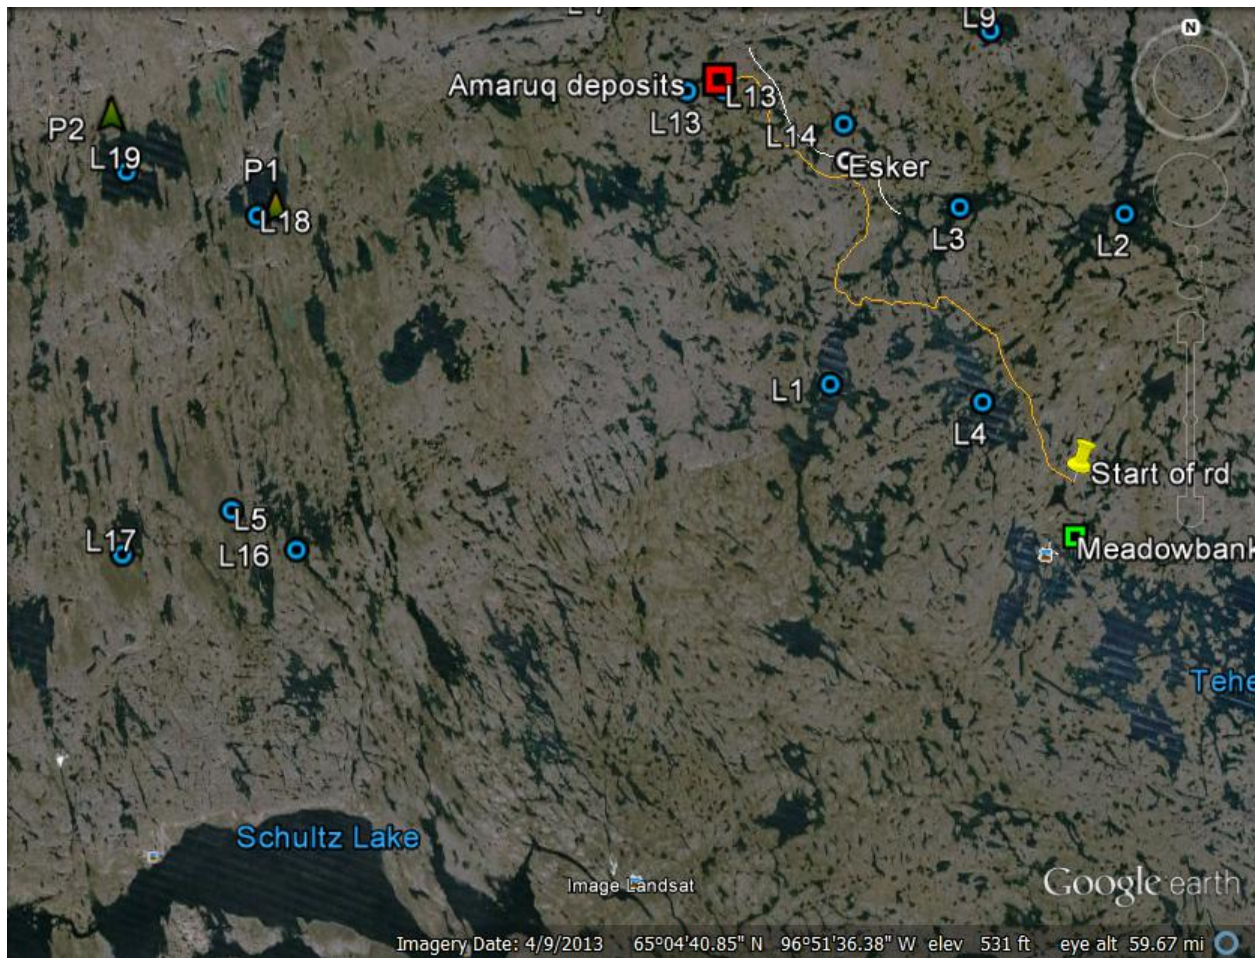 L9
Amaruq deposits
L13
L13
L14
P2
L19
P1
L18
Esker
L3
L2
L1
L4
Start of rd
L17
L5
L16
Meadowbank
Tehe
Schultz Lake
Image Landsat
Google earth
Imagery Date: 4/9/2013 65°04'40.85" N 96°51'36.38" W elev 531 ft eye alt 59.67 mi
N